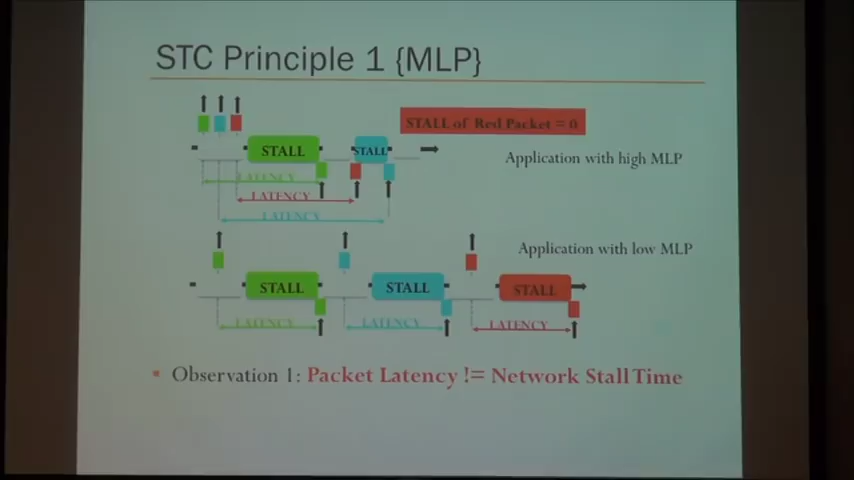 STC Principle 1 {MLP}
STALL of Red Packet = 0
STALL
STALL
Application with high MLP
LATENCY
LATENCY
LATENCY
Application with low MLP
STALL
STALL
STALL
LATENCY
LATENCY
LATENCY
Observation 1: Packet Latency != Network Stall Time